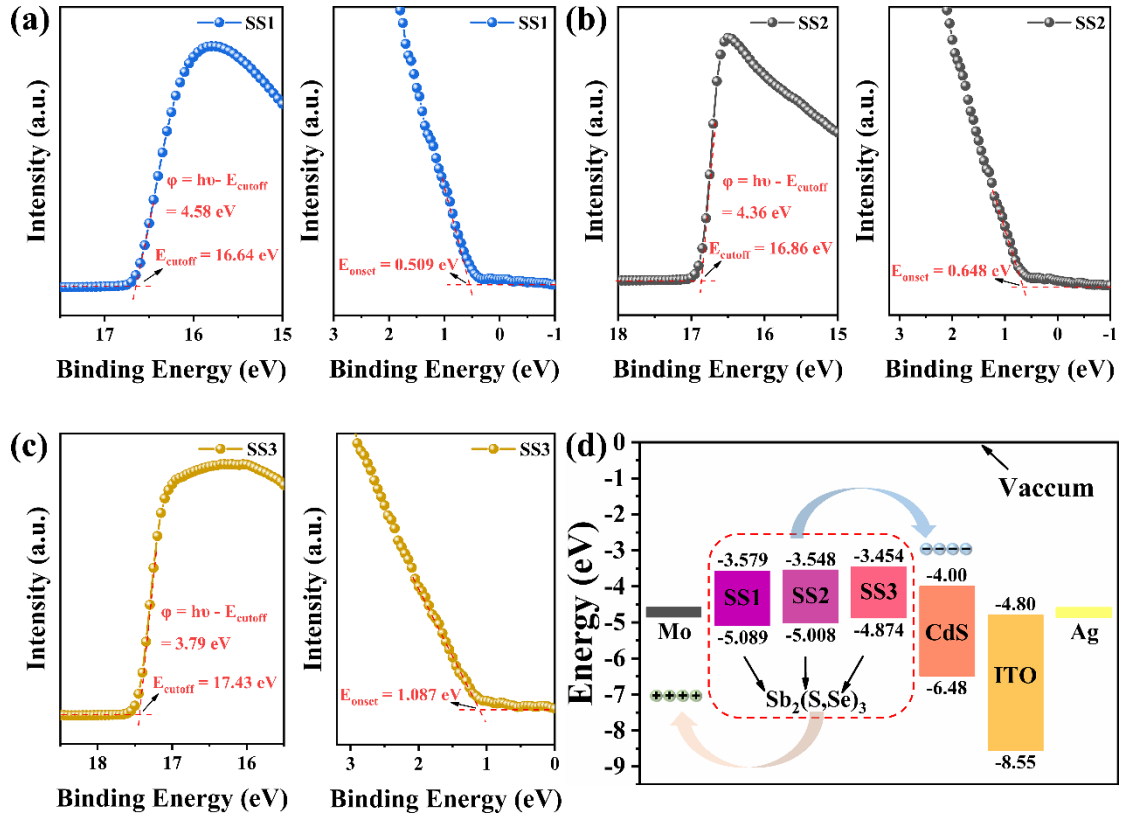 (a)
SS1
Intensity (a.u.)
φ = hυ- E_cutoff
= 4.58 eV
E_cutoff = 16.64 eV
17 16 15
Binding Energy (eV)
SS1
Intensity (a.u.)
E_onset = 0.509 eV
3 2 1 0 -1
Binding Energy (eV)
(b)
SS2
Intensity (a.u.)
φ = hυ - E_cutoff
= 4.36 eV
E_cutoff = 16.86 eV
18 17 16 15
Binding Energy (eV)
SS2
Intensity (a.u.)
E_onset = 0.648 eV
3 2 1 0 -1
Binding Energy (eV)
(c)
SS3
Intensity (a.u.)
φ = hυ - E_cutoff
= 3.79 eV
E_cutoff = 17.43 eV
18 17 16
Binding Energy (eV)
SS3
Intensity (a.u.)
E_onset = 1.087 eV
3 2 1 0
Binding Energy (eV)
(d)
Energy (eV)
0
-1
-2
-3
-4
-5
-6
-7
-8
-9
Vaccum
-3.579 -3.548 -3.454
-4.00
SS1 SS2 SS3
-4.80
Mo
CdS
Ag
-5.089 -5.008 -4.874
ITO
-6.48
Sb₂(S,Se)₃
-8.55